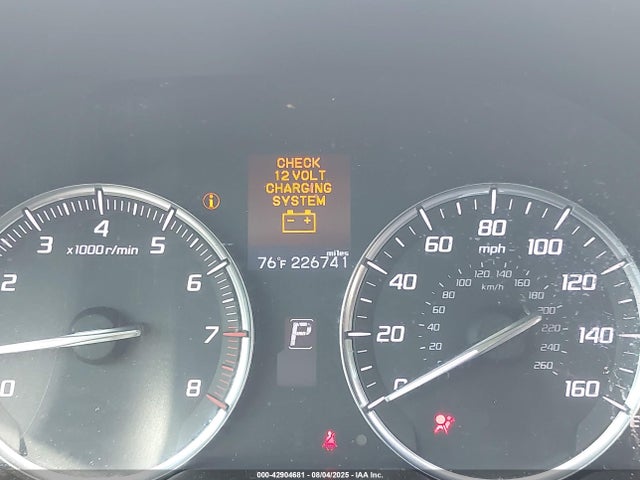 CHECK
12 VOLT
CHARGING
SYSTEM
- +
miles
76°F 226741
P
0 2 3 4 5 6 7 8
x1000 r/min
0 20 40 60 80 100 120 140 160
mph
20 40 60 80 100 120 140 160 180 200 220 240 260
km/h
000-42904681 - 08/04/2025 - IAA Inc.